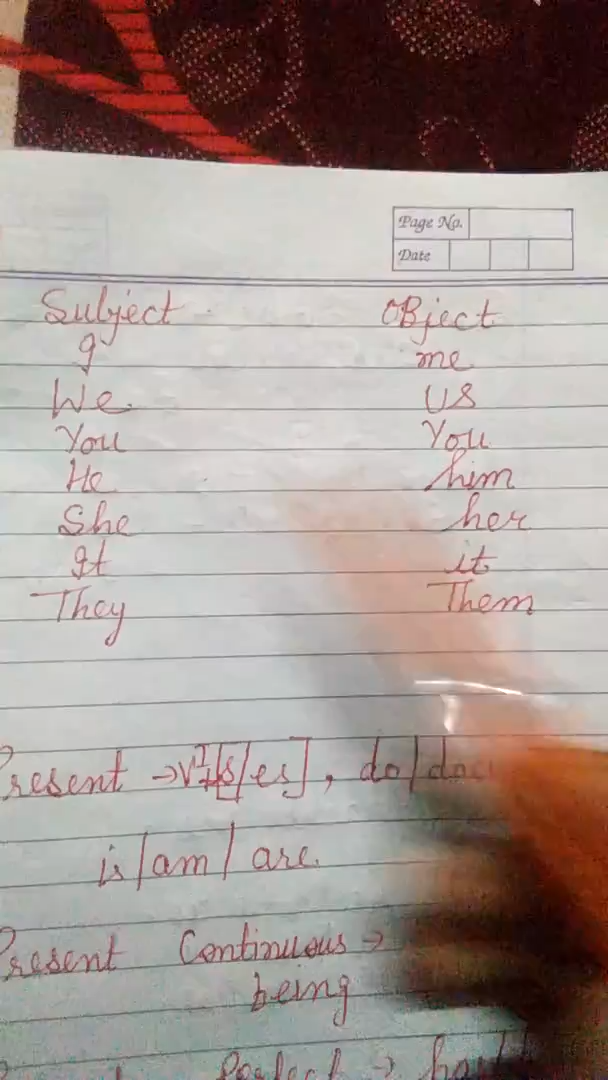 Page No.
Date
Subject OBject
I me
We us
You You
He him
She her
It it
They Them
Present → V¹+[s/es], do/does
is/am/are
Present Continuous →
being
Perfect →